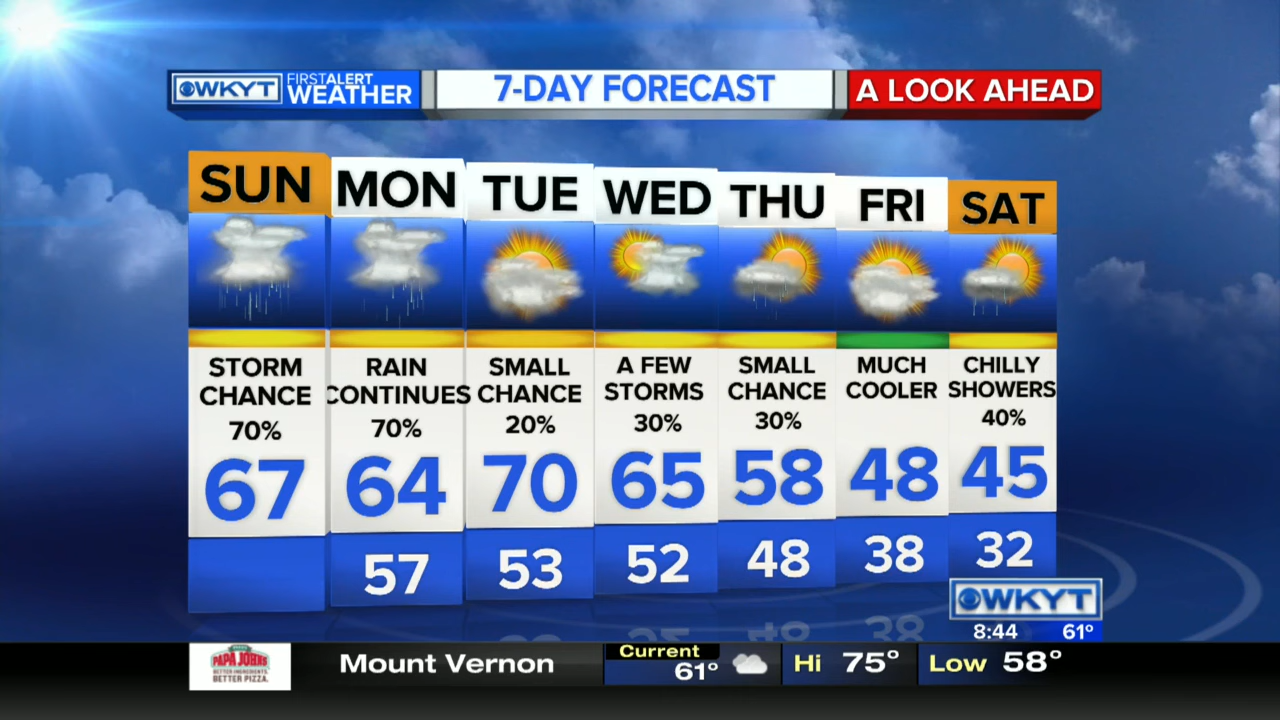 WKYT FIRST ALERT WEATHER
7-DAY FORECAST
A LOOK AHEAD
SUN
STORM
CHANCE
70%
67
MON
RAIN
CONTINUES
70%
64
57
TUE
SMALL
CHANCE
20%
70
53
WED
A FEW
STORMS
30%
65
52
THU
SMALL
CHANCE
30%
58
48
FRI
MUCH
COOLER
48
38
SAT
CHILLY
SHOWERS
40%
45
32
WKYT
8:44 61°
PAPA JOHNS
BETTER INGREDIENTS.
BETTER PIZZA.
Mount Vernon
Current
61°
Hi 75°
Low 58°